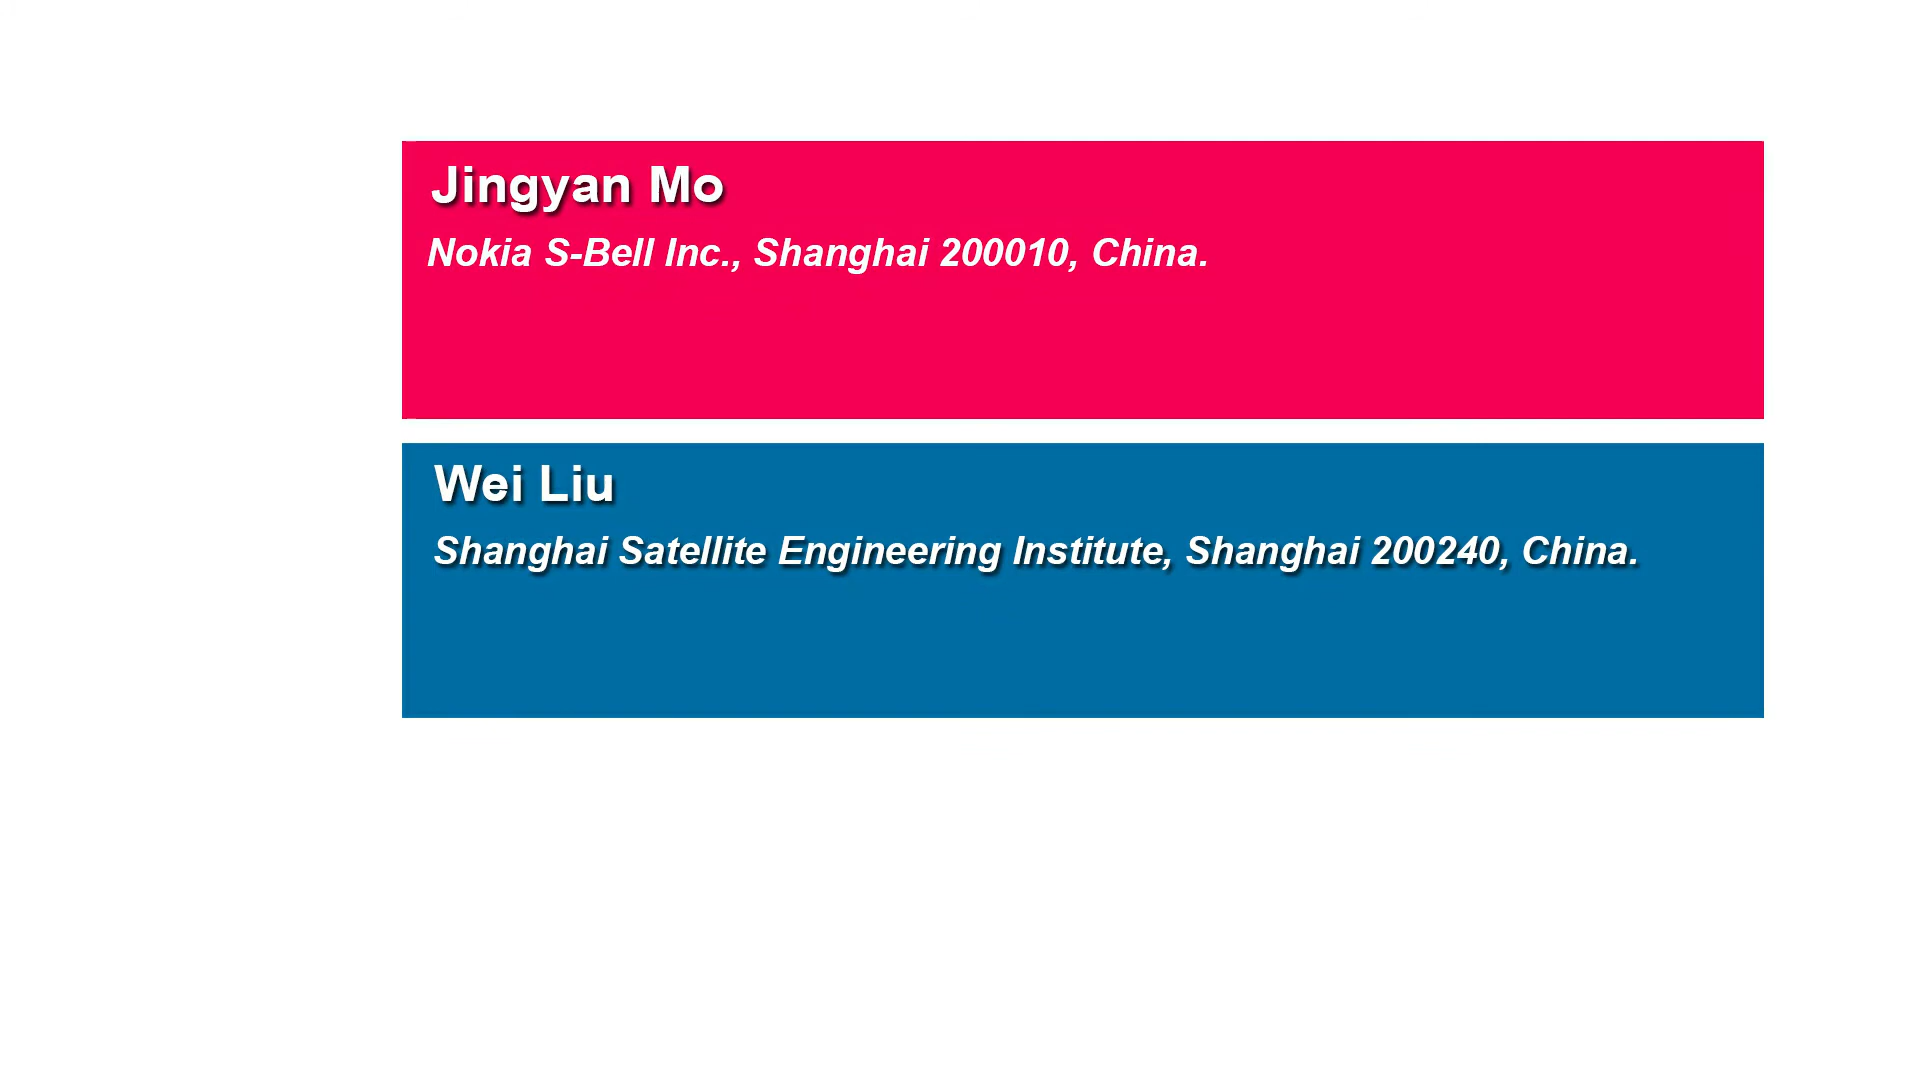 Jingyan Mo
Nokia S-Bell Inc., Shanghai 200010, China.
Wei Liu
Shanghai Satellite Engineering Institute, Shanghai 200240, China.